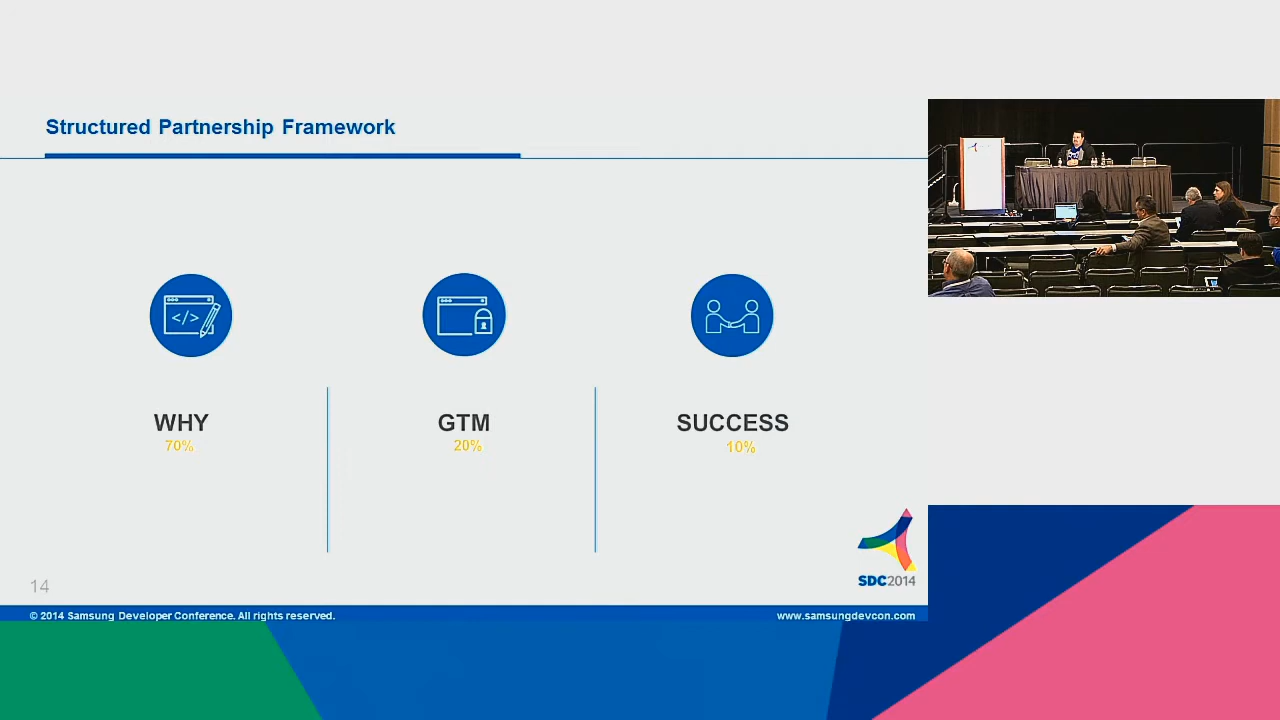 Structured Partnership Framework
WHY
70%
GTM
20%
SUCCESS
10%
SDC2014
14
© 2014 Samsung Developer Conference. All rights reserved.
www.samsungdevcon.com